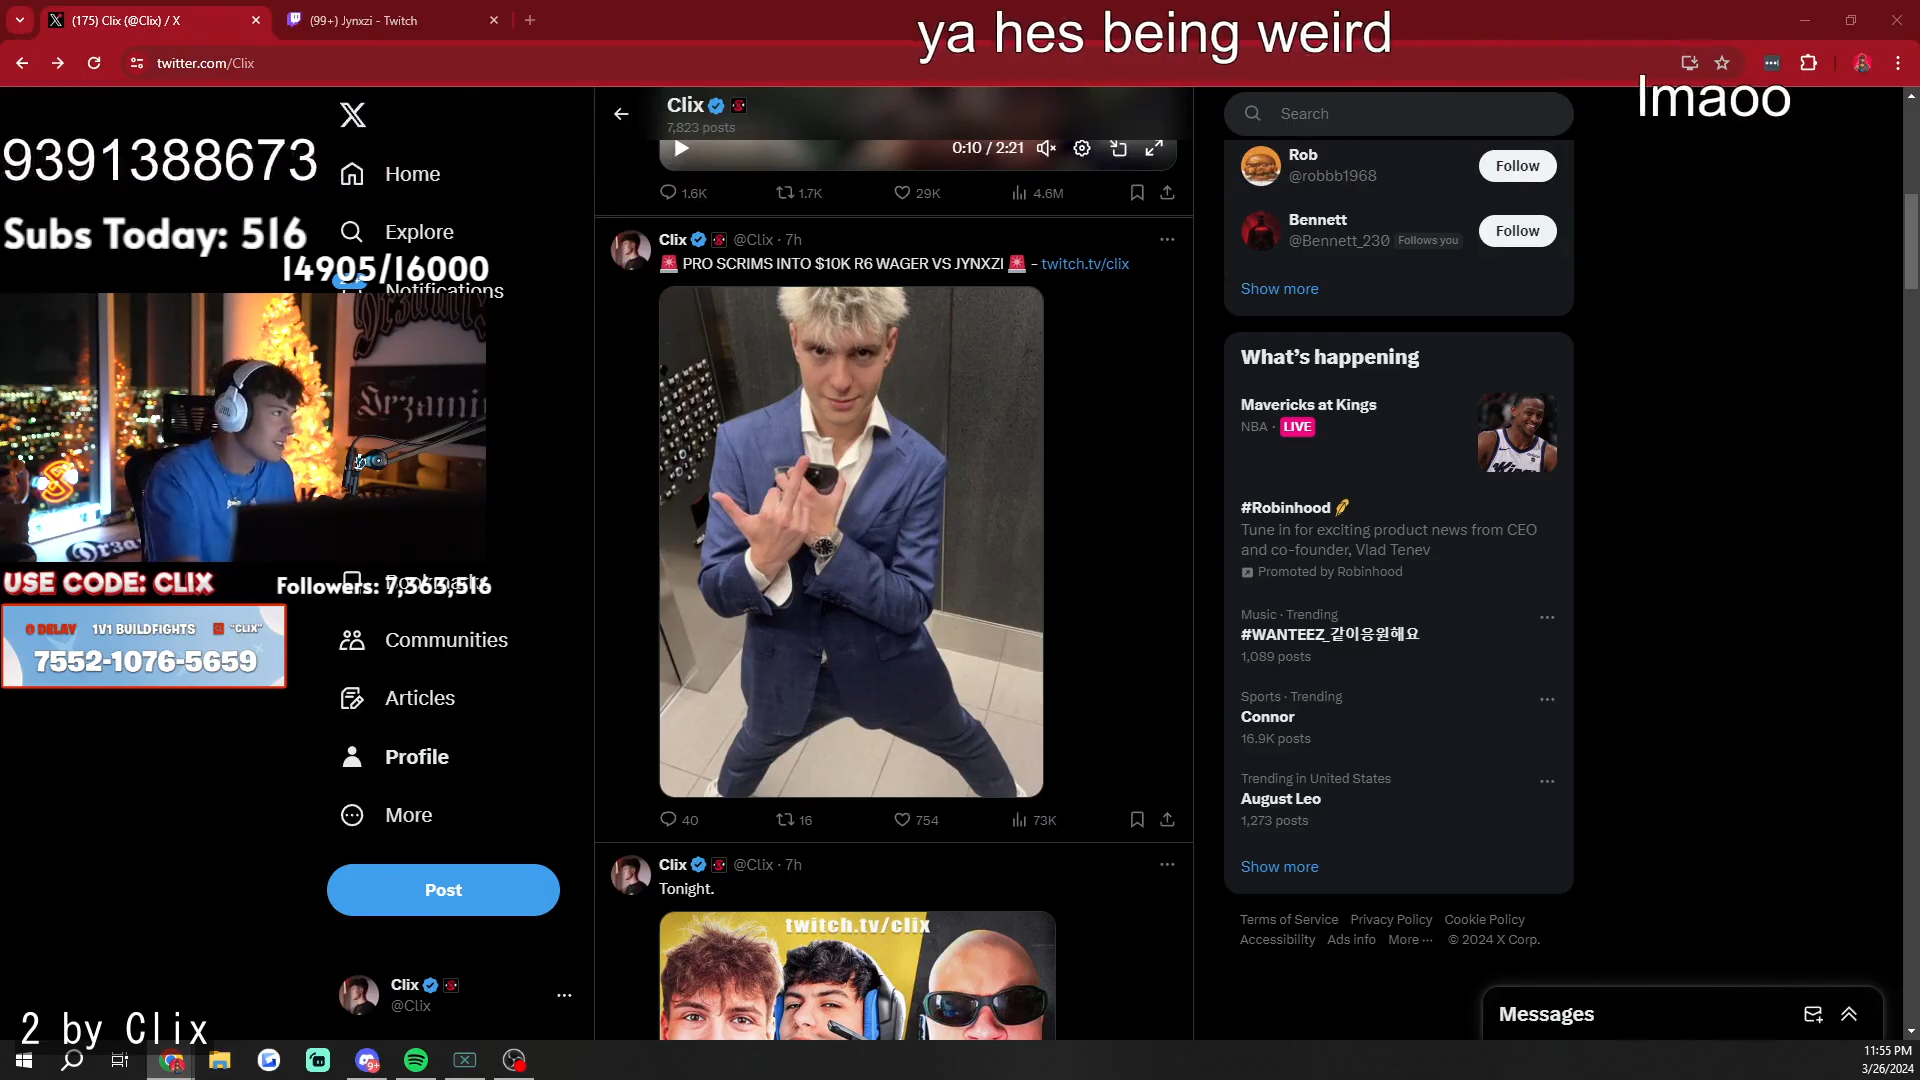 (175) Clix (@Clix) / X
(99+) Jynxzi - Twitch
twitter.com/Clix
ya hes being weird
lmaoo
9391388673
Subs Today: 516
14905/16000
USE CODE: CLIX
Followers: 7,363,516
0 DELAY 1V1 BUILDFIGHTS "CLIX"
7552-1076-5659
2 by Clix
Home
Explore
Notifications
Communities
Articles
Profile
More
Post
Clix
@Clix
Clix
7,823 posts
0:10 / 2:21
1.6K 1.7K 29K 4.6M
Clix @Clix · 7h
🚨 PRO SCRIMS INTO $10K R6 WAGER VS JYNXZI 🚨 - twitch.tv/clix
40 16 754 73K
Clix @Clix · 7h
Tonight.
twitch.tv/clix
Search
Rob
@robbb1968
Follow
Bennett
@Bennett_230 Follows you
Follow
Show more
What's happening
Mavericks at Kings
NBA · LIVE
#Robinhood
Tune in for exciting product news from CEO
and co-founder, Vlad Tenev
Promoted by Robinhood
Music · Trending
#WANTEEZ_같이응원해요
1,089 posts
Sports · Trending
Connor
16.9K posts
Trending in United States
August Leo
1,273 posts
Show more
Terms of Service Privacy Policy Cookie Policy
Accessibility Ads info More ··· © 2024 X Corp.
Messages
9+
11:55 PM
3/26/2024